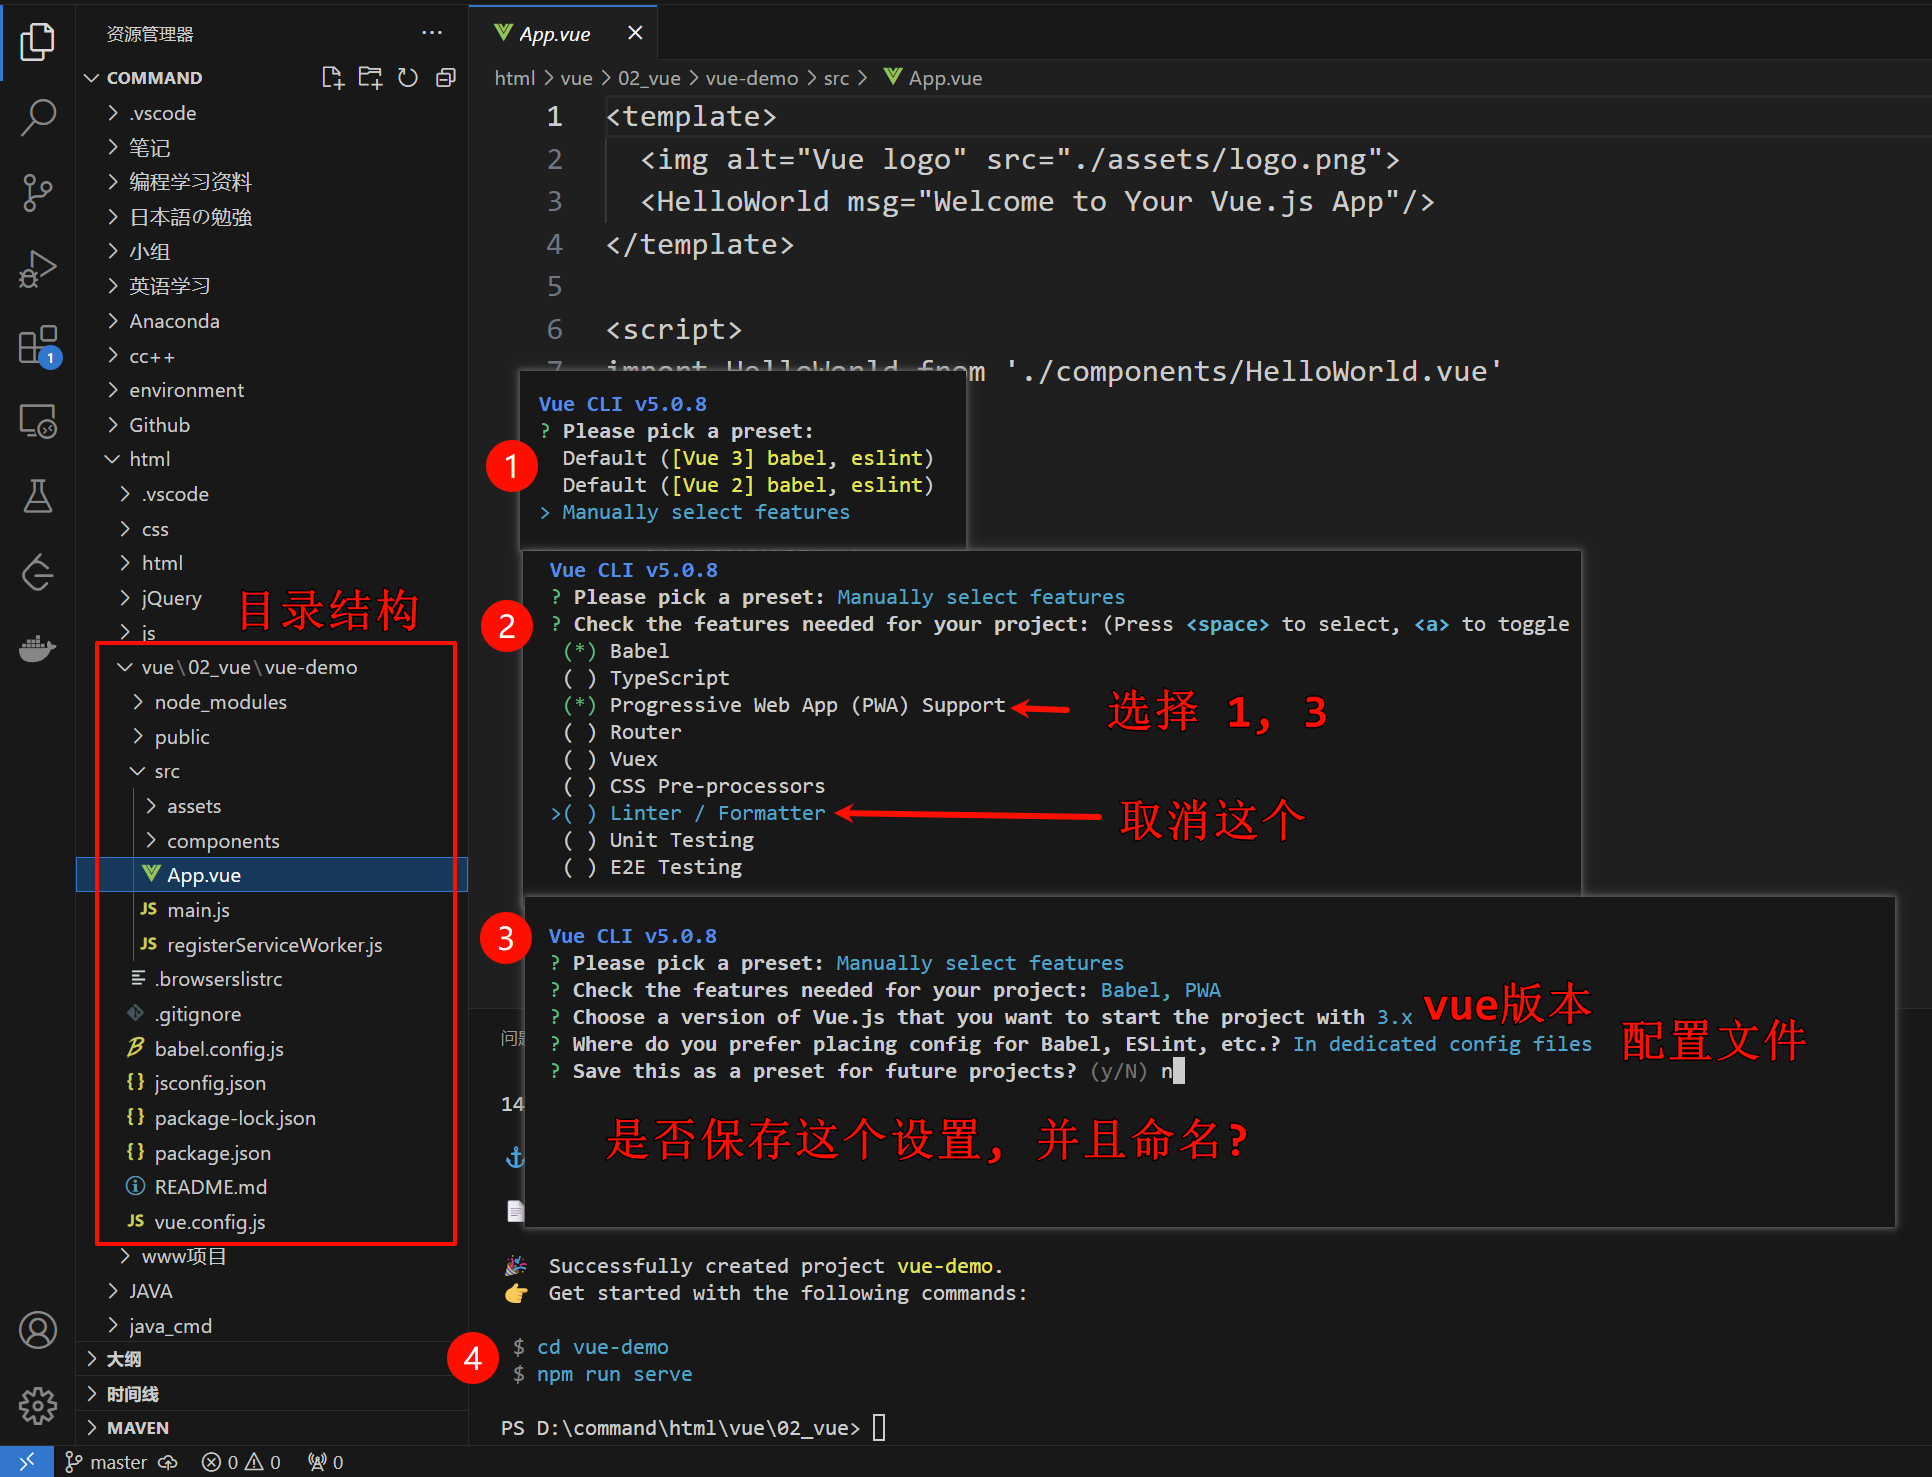 资源管理器
COMMAND
.vscode
笔记
编程学习资料
日本語の勉強
小组
英语学习
Anaconda
cc++
environment
Github
html
.vscode
css
html
jQuery
js
目录结构
vue\02_vue\vue-demo
node_modules
public
src
assets
components
App.vue
JS main.js
JS registerServiceWorker.js
.browserslistrc
.gitignore
babel.config.js
{} jsconfig.json
{} package-lock.json
{} package.json
README.md
JS vue.config.js
www项目
JAVA
java_cmd
大纲
时间线
MAVEN
master
0
0
0
1
App.vue
html > vue > 02_vue > vue-demo > src > App.vue
1 <template>
2 <img alt="Vue logo" src="./assets/logo.png">
3 <HelloWorld msg="Welcome to Your Vue.js App"/>
4 </template>
5
6 <script>
7 import HelloWorld from './components/HelloWorld.vue'
1
Vue CLI v5.0.8
? Please pick a preset:
Default ([Vue 3] babel, eslint)
Default ([Vue 2] babel, eslint)
> Manually select features
2
Vue CLI v5.0.8
? Please pick a preset: Manually select features
? Check the features needed for your project: (Press <space> to select, <a> to toggle
(*) Babel
( ) TypeScript
(*) Progressive Web App (PWA) Support
选择 1, 3
( ) Router
( ) Vuex
( ) CSS Pre-processors
>( ) Linter / Formatter
取消这个
( ) Unit Testing
( ) E2E Testing
3
Vue CLI v5.0.8
? Please pick a preset: Manually select features
? Check the features needed for your project: Babel, PWA
? Choose a version of Vue.js that you want to start the project with 3.x
vue版本
? Where do you prefer placing config for Babel, ESLint, etc.? In dedicated config files
配置文件
? Save this as a preset for future projects? (y/N) n
是否保存这个设置，并且命名？
问题
14
Successfully created project vue-demo.
Get started with the following commands:
4
$ cd vue-demo
$ npm run serve
PS D:\command\html\vue\02_vue>